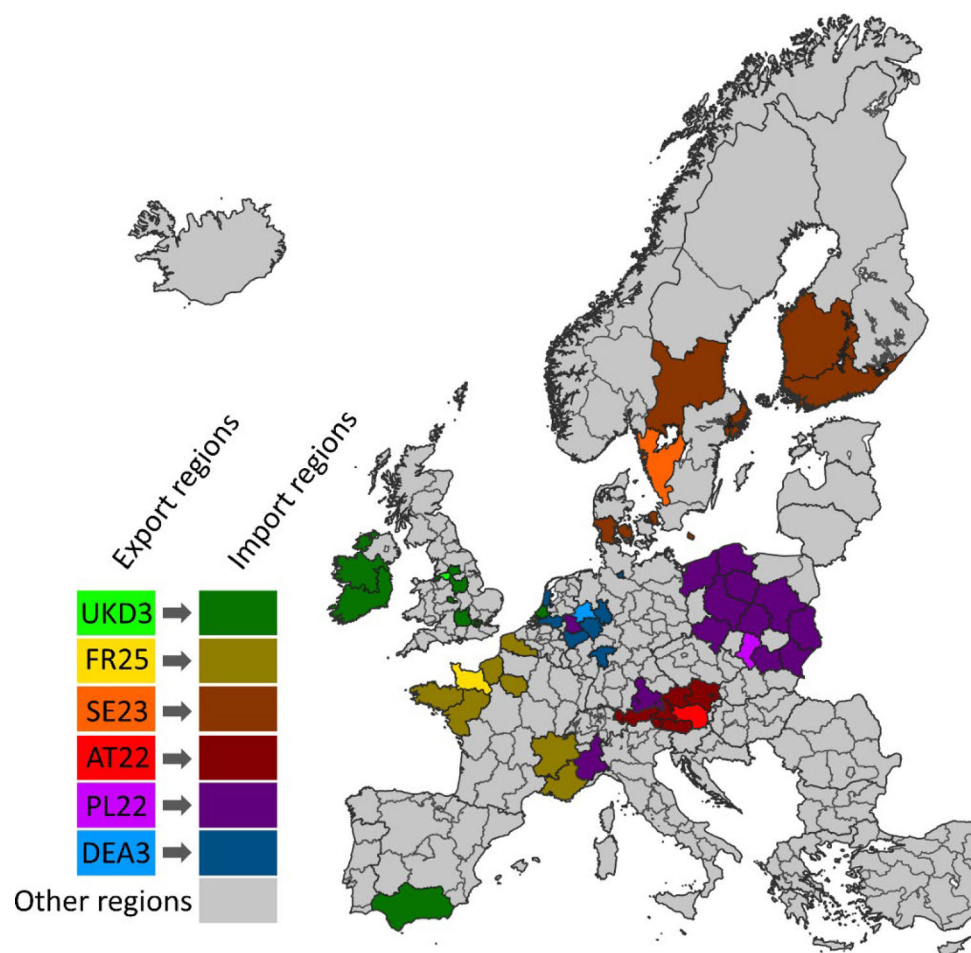 Export regions
Import regions
UKD3
FR25
SE23
AT22
PL22
DEA3
Other regions